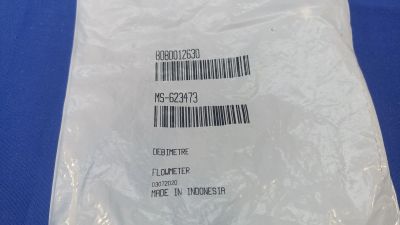 8080012630
MS-623473
DEBIMETRE
FLOWMETER
03072020
MADE IN INDONESIA